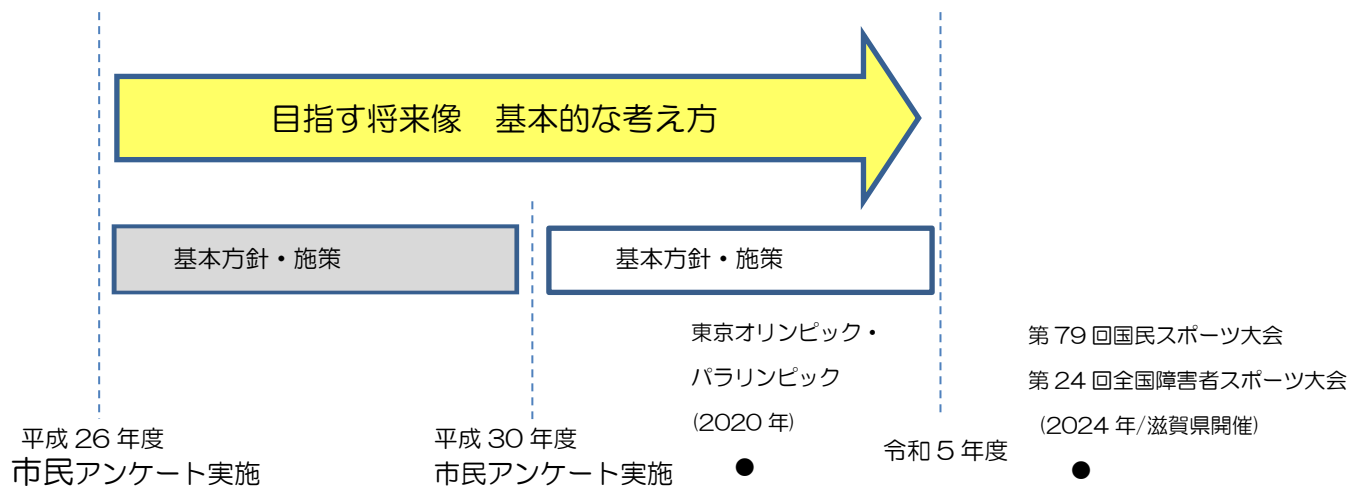 目指す将来像　基本的な考え方
基本方針・施策
基本方針・施策
東京オリンピック・
パラリンピック
(2020 年)
第 79 回国民スポーツ大会
第 24 回全国障害者スポーツ大会
(2024 年/滋賀県開催)
平成 26 年度
市民アンケート実施
平成 30 年度
市民アンケート実施
令和 5 年度